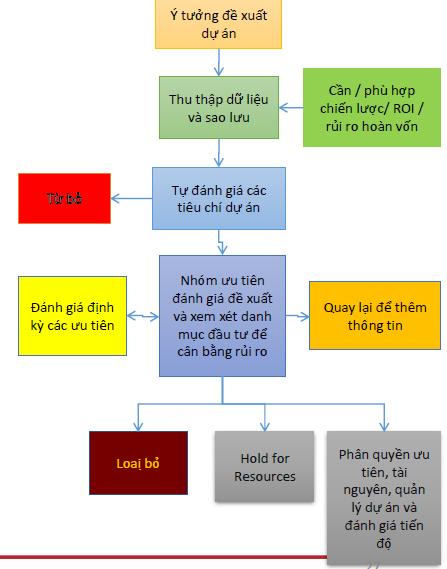 Ý tưởng đề xuất
dự án
Thu thập dữ liệu
và sao lưu
Cần / phù hợp
chiến lược/ ROI /
rủi ro hoàn vốn
Từ bỏ
Tự đánh giá các
tiêu chí dự án
Đánh giá định
kỳ các ưu tiên
Nhóm ưu tiên
đánh giá đề xuất
và xem xét danh
mục đầu tư để
cân bằng rủi ro
Quay lại để thêm
thông tin
Loại bỏ
Hold for
Resources
Phân quyền ưu
tiên, tài
nguyên, quản
lý dự án và
đánh giá tiến
độ